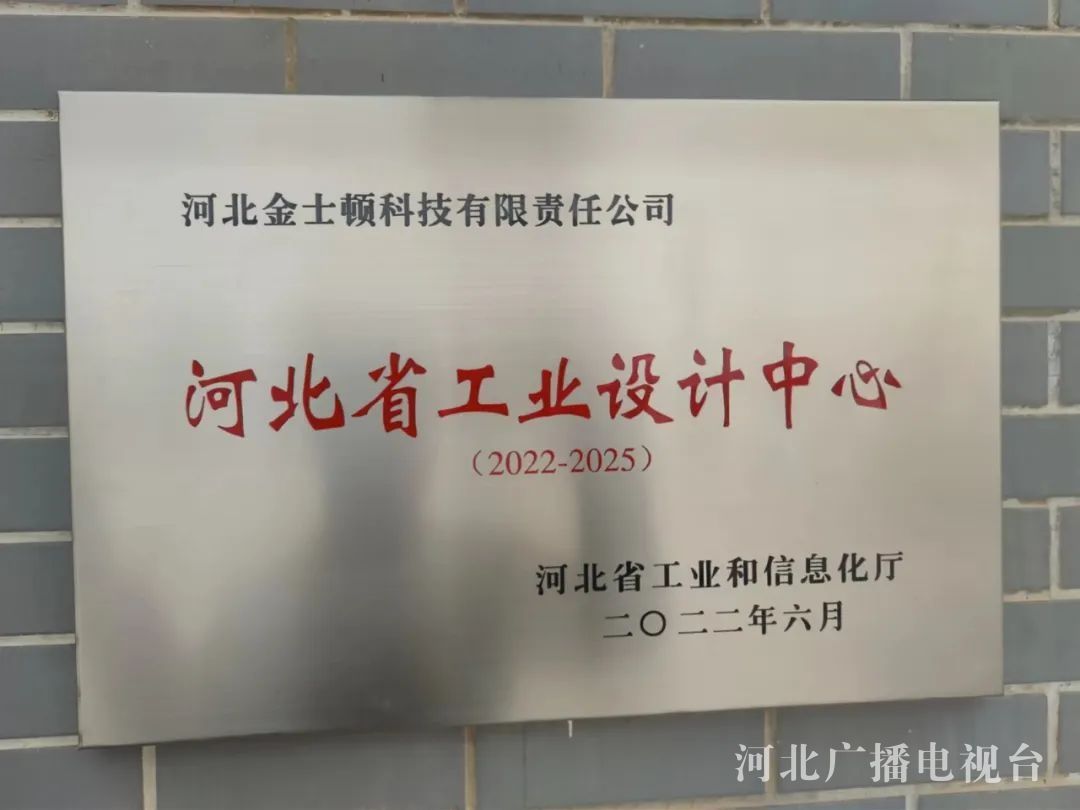 河北金士顿科技有限责任公司
河北省工业设计中心
（2022-2025）
河北省工业和信息化厅
二〇二二年六月
河北广播电视台